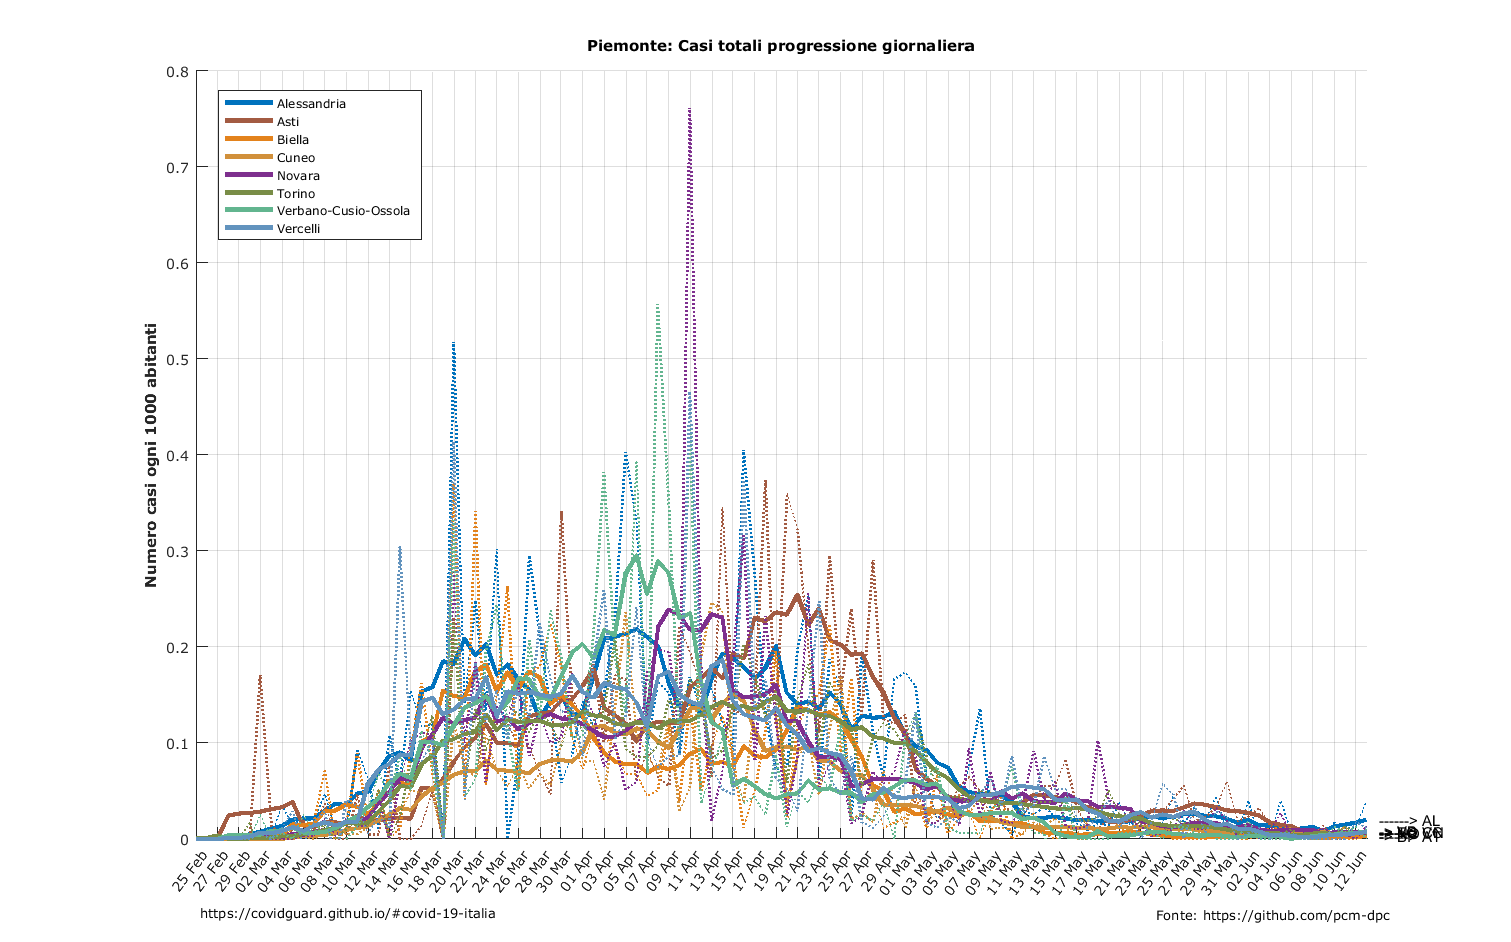 Piemonte: Casi totali progressione giornaliera
Numero casi ogni 1000 abitanti
0.8
0.7
0.6
0.5
0.4
0.3
0.2
0.1
0
Alessandria
Asti
Biella
Cuneo
Novara
Torino
Verbano-Cusio-Ossola
Vercelli
------> AL
25 Feb
27 Feb
29 Feb
02 Mar
04 Mar
06 Mar
08 Mar
10 Mar
12 Mar
14 Mar
16 Mar
18 Mar
20 Mar
22 Mar
24 Mar
26 Mar
28 Mar
30 Mar
01 Apr
03 Apr
05 Apr
07 Apr
09 Apr
11 Apr
13 Apr
15 Apr
17 Apr
19 Apr
21 Apr
23 Apr
25 Apr
27 Apr
29 Apr
01 May
03 May
05 May
07 May
09 May
11 May
13 May
15 May
17 May
19 May
21 May
23 May
25 May
27 May
29 May
31 May
02 Jun
04 Jun
06 Jun
08 Jun
10 Jun
12 Jun
https://covidguard.github.io/#covid-19-italia
Fonte: https://github.com/pcm-dpc